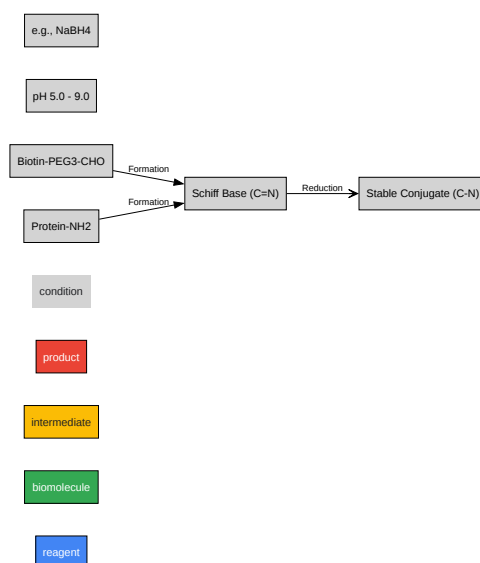 e.g., NaBH4
pH 5.0 - 9.0
Biotin-PEG3-CHO
Formation
Schiff Base (C=N)
Reduction
Stable Conjugate (C-N)
Formation
Protein-NH2
condition
product
intermediate
biomolecule
reagent